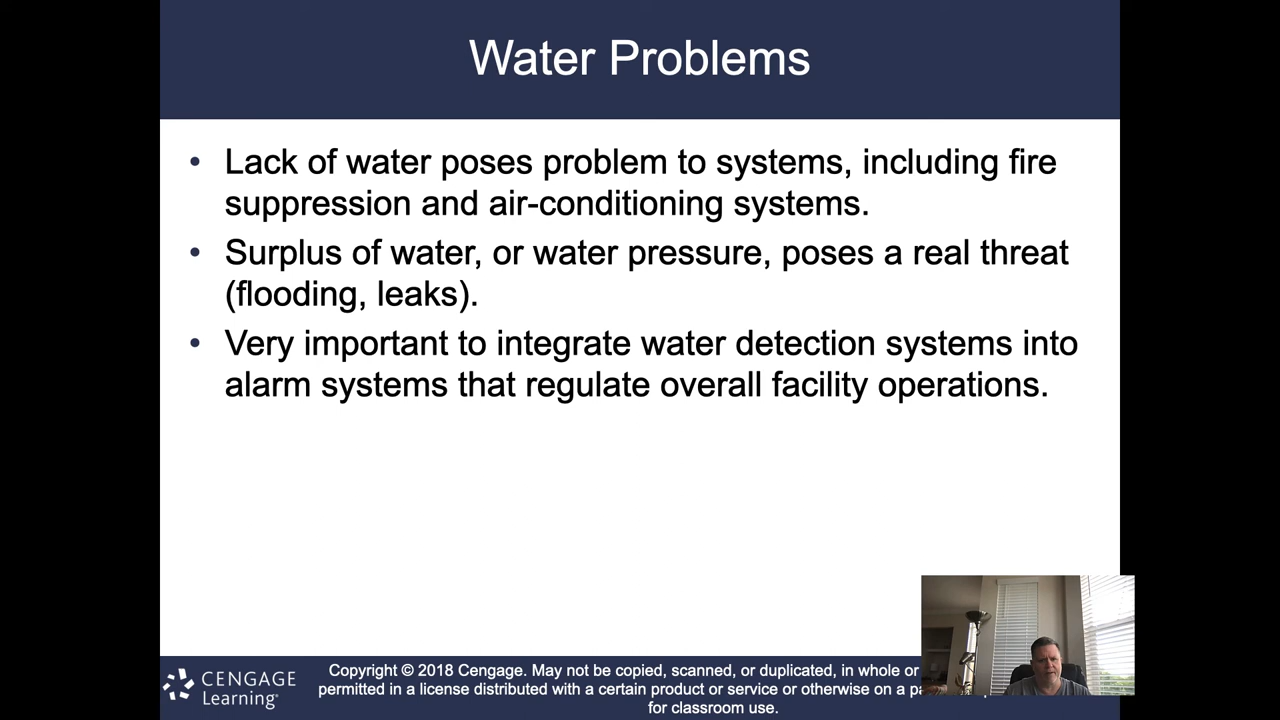 Water Problems
• Lack of water poses problem to systems, including fire
suppression and air-conditioning systems.
• Surplus of water, or water pressure, poses a real threat
(flooding, leaks).
• Very important to integrate water detection systems into
alarm systems that regulate overall facility operations.
CENGAGE
Learning
Copyright © 2018 Cengage. May not be copied, scanned, or duplicated, in whole or
permitted in a license distributed with a certain product or service or otherwise on a
for classroom use.